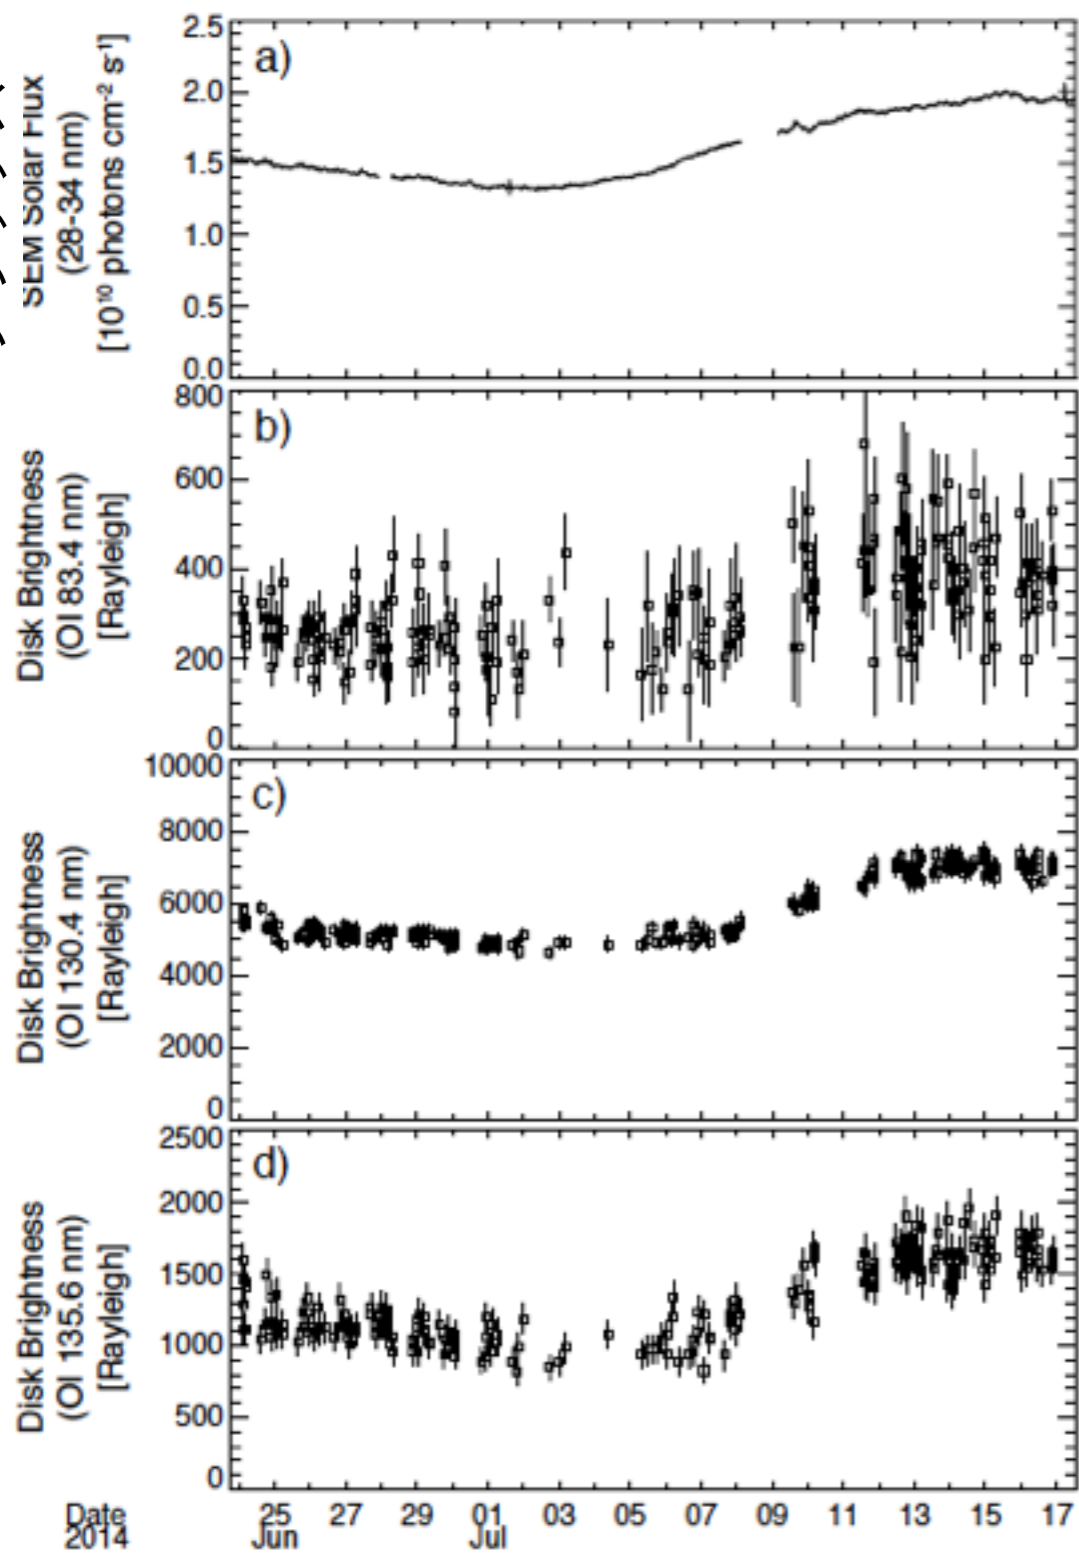 SEM Solar Flux
(28-34 nm)
[10¹⁰ photons cm⁻² s⁻¹]
2.5
2.0
1.5
1.0
0.5
0.0
a)
Disk Brightness
(OI 83.4 nm)
[Rayleigh]
800
600
400
200
0
b)
Disk Brightness
(OI 130.4 nm)
[Rayleigh]
10000
8000
6000
4000
2000
0
c)
Disk Brightness
(OI 135.6 nm)
[Rayleigh]
2500
2000
1500
1000
500
0
d)
Date 25 27 29 01 03 05 07 09 11 13 15 17
2014 Jun Jul